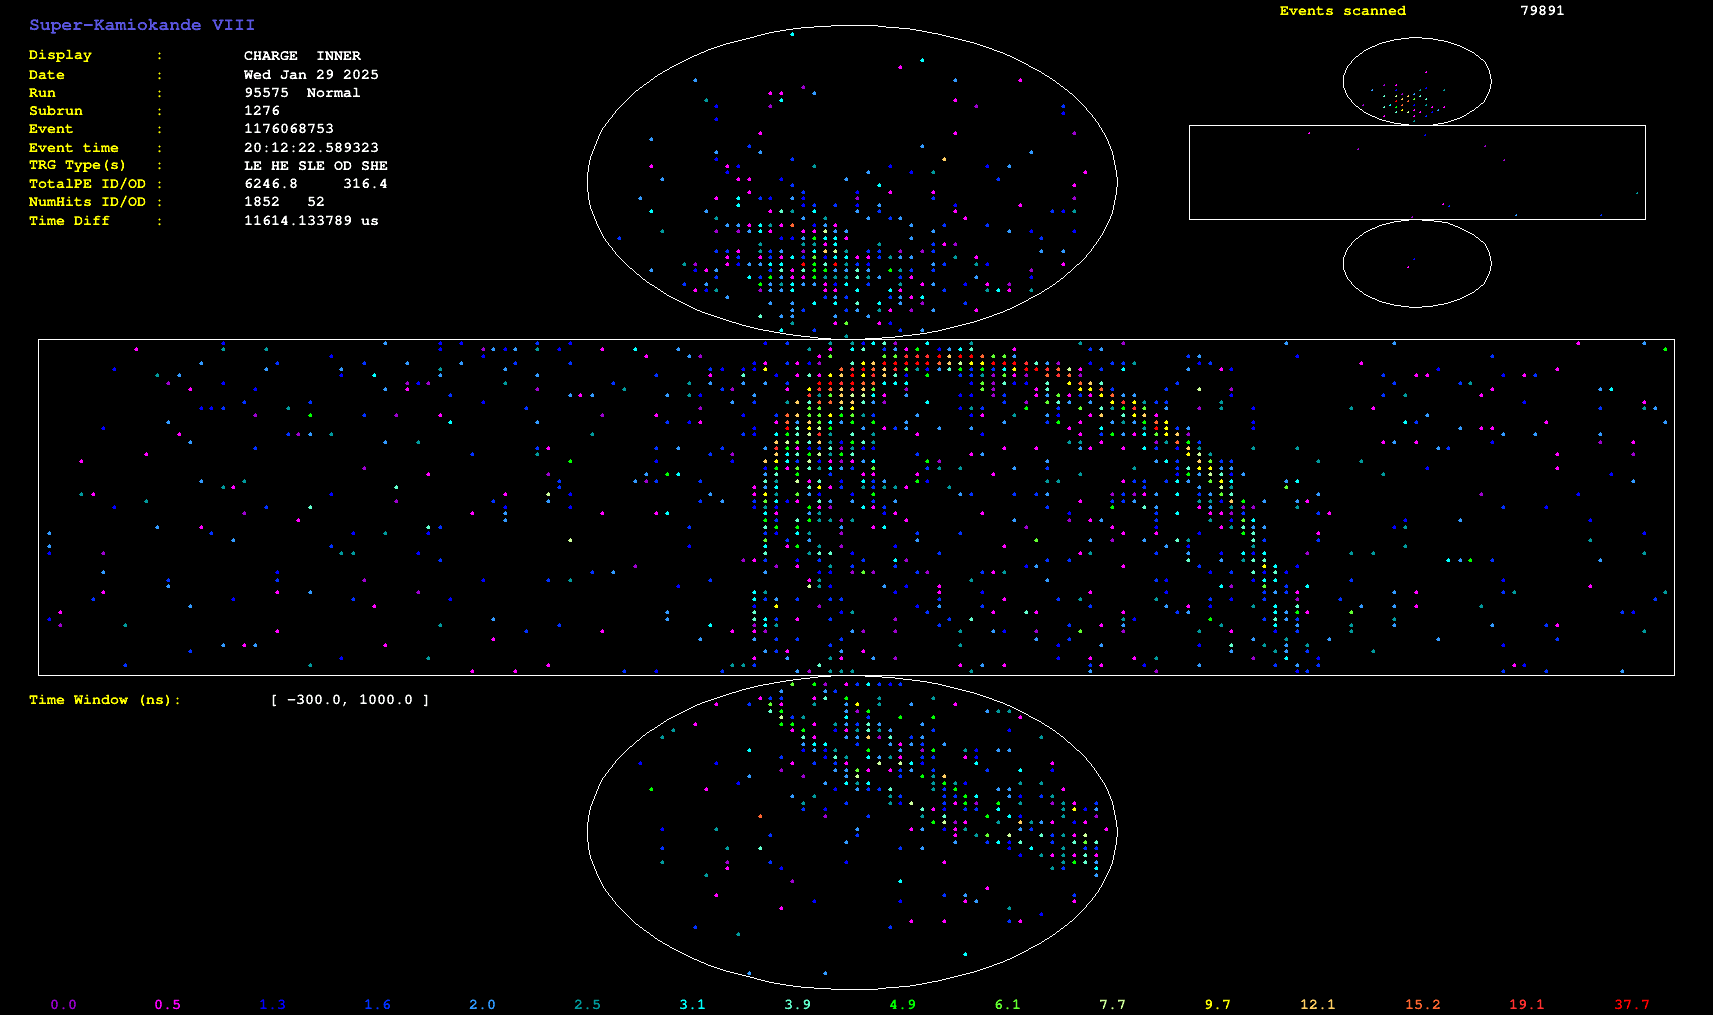 Super-Kamiokande VIII
Events scanned 79891
Display : CHARGE INNER
Date : Wed Jan 29 2025
Run : 95575 Normal
Subrun : 1276
Event : 1176068753
Event time : 20:12:22.589323
TRG Type(s) : LE HE SLE OD SHE
TotalPE ID/OD : 6246.8 316.4
NumHits ID/OD : 1852 52
Time Diff : 11614.133789 us
Time Window (ns): [ -300.0, 1000.0 ]
0.0 0.5 1.3 1.6 2.0 2.5 3.1 3.9 4.9 6.1 7.7 9.7 12.1 15.2 19.1 37.7